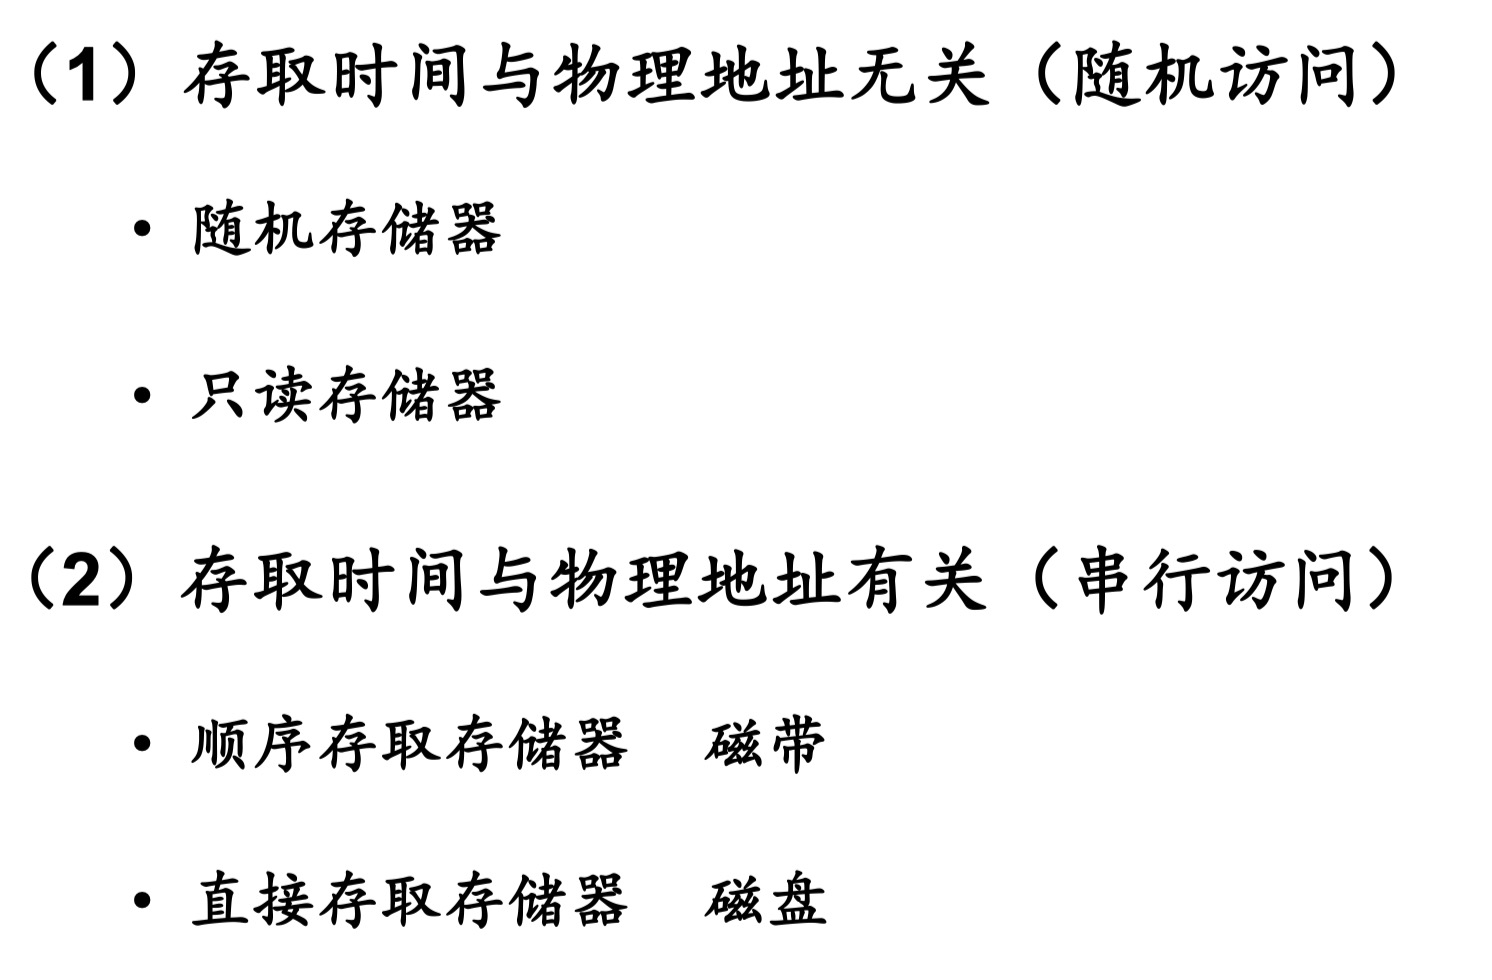 （1）存取时间与物理地址无关（随机访问）
• 随机存储器
• 只读存储器
（2）存取时间与物理地址有关（串行访问）
• 顺序存取存储器 磁带
• 直接存取存储器 磁盘